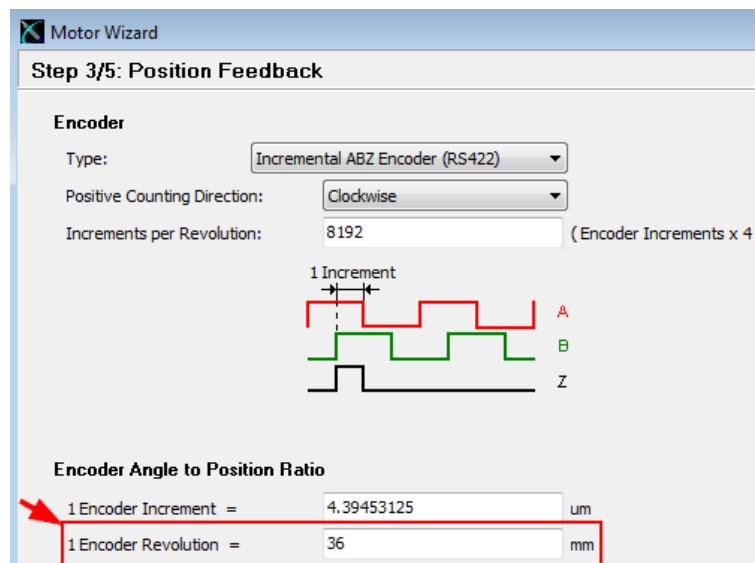 Motor Wizard
Step 3/5: Position Feedback
Encoder
Type: Incremental ABZ Encoder (RS422)
Positive Counting Direction: Clockwise
Increments per Revolution: 8192 (Encoder Increments x 4
1 Increment
A
B
Z
Encoder Angle to Position Ratio
1 Encoder Increment = 4.39453125 um
1 Encoder Revolution = 36 mm